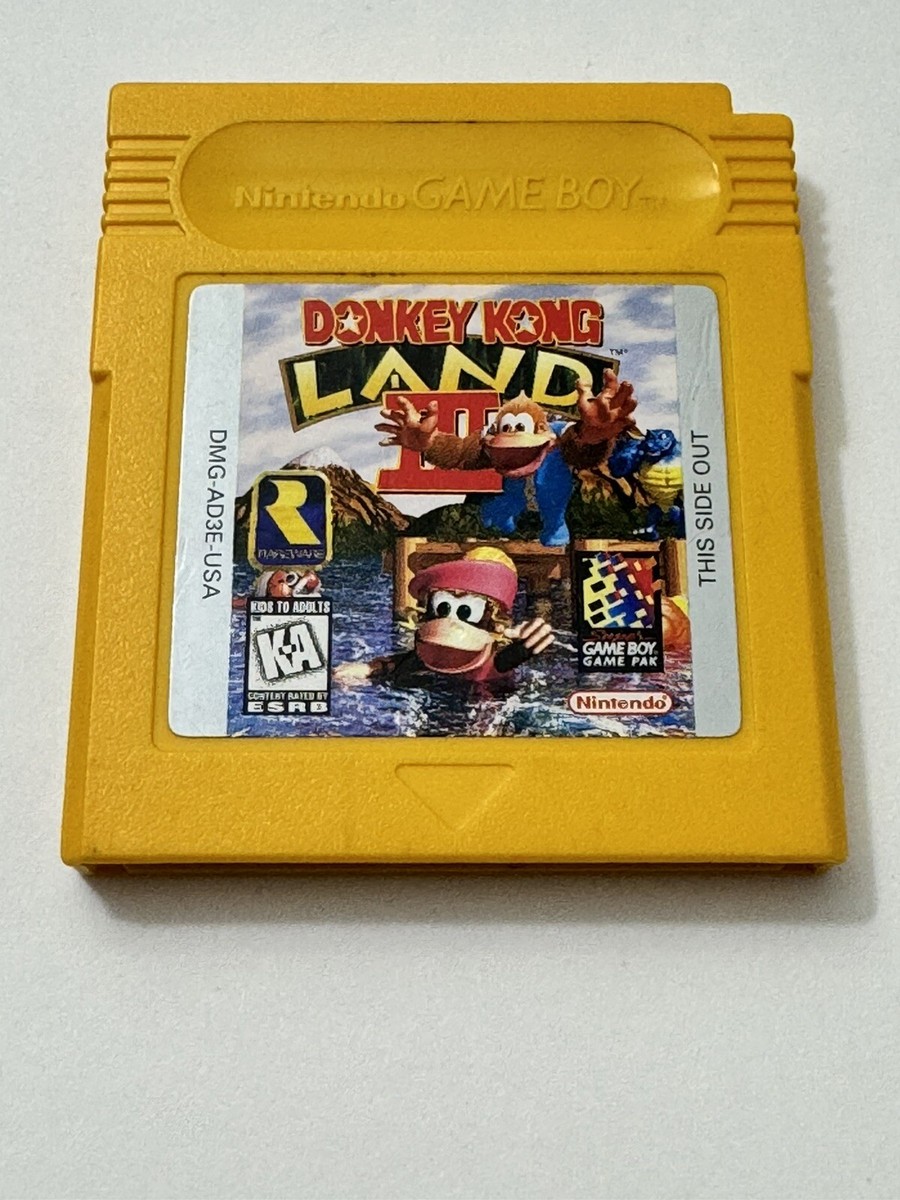 Nintendo GAME BOY™
DONKEY KONG
LAND
III
TM®
DMG-AD3E-USA
THIS SIDE OUT
R
RAREWARE
KIDS TO ADULTS
K-A
CONTENT RATED BY
ESRB
Super
GAME BOY
GAME PAK
Nintendo®